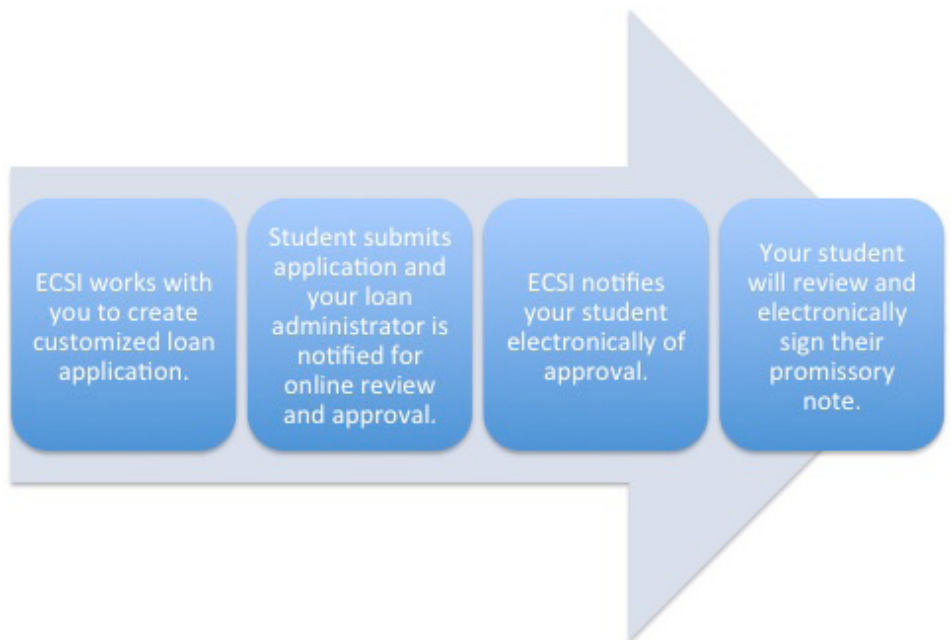 ECSI works with
you to create
customized loan
application.
Student submits
application and
your loan
administrator is
notified for
online review
and approval.
ECSI notifies
your student
electronically of
approval.
Your student
will review and
electronically
sign their
promissory
note.